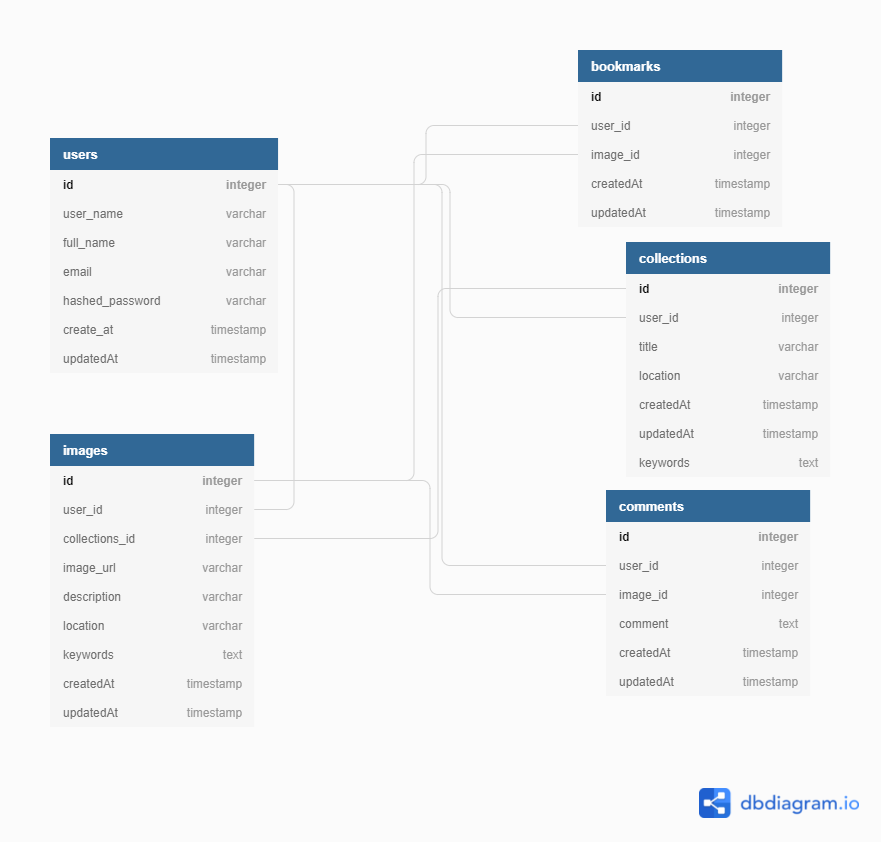 users
id integer
user_name varchar
full_name varchar
email varchar
hashed_password varchar
create_at timestamp
updatedAt timestamp
images
id integer
user_id integer
collections_id integer
image_url varchar
description varchar
location varchar
keywords text
createdAt timestamp
updatedAt timestamp
bookmarks
id integer
user_id integer
image_id integer
createdAt timestamp
updatedAt timestamp
collections
id integer
user_id integer
title varchar
location varchar
createdAt timestamp
updatedAt timestamp
keywords text
comments
id integer
user_id integer
image_id integer
comment text
createdAt timestamp
updatedAt timestamp
dbdiagram.io